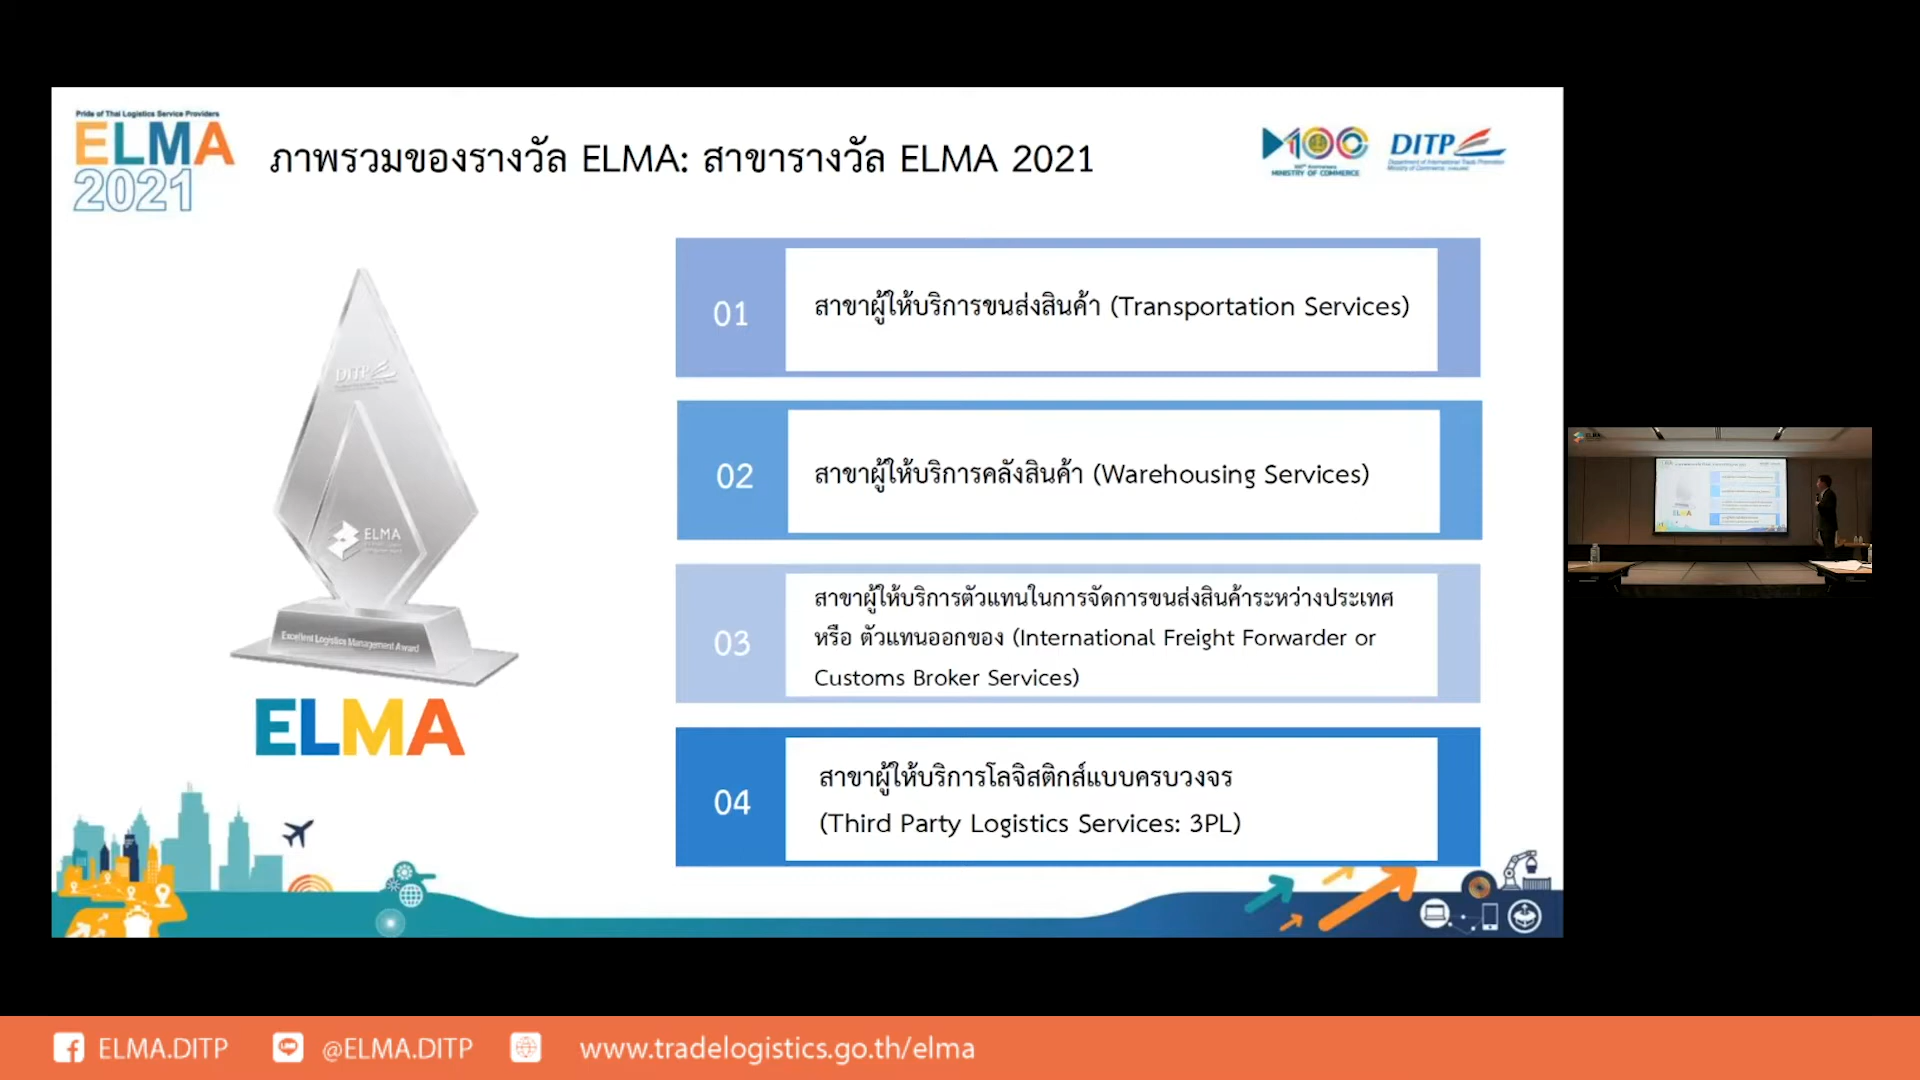 Pride of Thai Logistics Service Providers
ELMA
2021
ภาพรวมของรางวัล ELMA: สาขารางวัล ELMA 2021
100
MINISTRY OF COMMERCE
DITP
Department of International Trade Promotion
Ministry of Commerce, Thailand
DITP
ELMA
Excellent Logistics Management Award
ELMA
01
สาขาผู้ให้บริการขนส่งสินค้า (Transportation Services)
02
สาขาผู้ให้บริการคลังสินค้า (Warehousing Services)
03
สาขาผู้ให้บริการตัวแทนในการจัดการขนส่งสินค้าระหว่างประเทศ
หรือ ตัวแทนออกของ (International Freight Forwarder or
Customs Broker Services)
04
สาขาผู้ให้บริการโลจิสติกส์แบบครบวงจร
(Third Party Logistics Services: 3PL)
ELMA.DITP
@ELMA.DITP
www.tradelogistics.go.th/elma